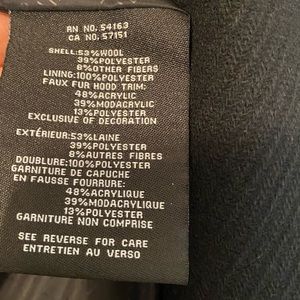 RN NO. 54163
CA NO. 57151
SHELL:53%WOOL
39%POLYESTER
8%OTHER FIBERS
LINING:100%POLYESTER
FAUX FUR HOOD TRIM:
48%ACRYLIC
39%MODACRYLIC
13%POLYESTER
EXCLUSIVE OF DECORATION
EXTÉRIEUR:53%LAINE
39%POLYESTER
8%AUTRES FIBRES
DOUBLURE:100%POLYESTER
GARNITURE DE CAPUCHE
EN FAUSSE FOURRURE:
48%ACRYLIQUE
39%MODACRYLIQUE
13%POLYESTER
GARNITURE NON COMPRISE
SEE REVERSE FOR CARE
ENTRETIEN AU VERSO